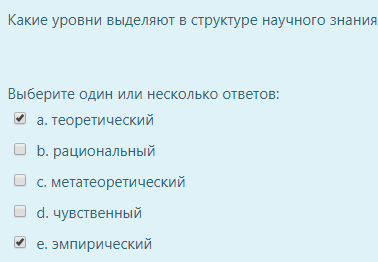 Какие уровни выделяют в структуре научного знания
Выберите один или несколько ответов:
a. теоретический
b. рациональный
c. метатеоретический
d. чувственный
e. эмпирический